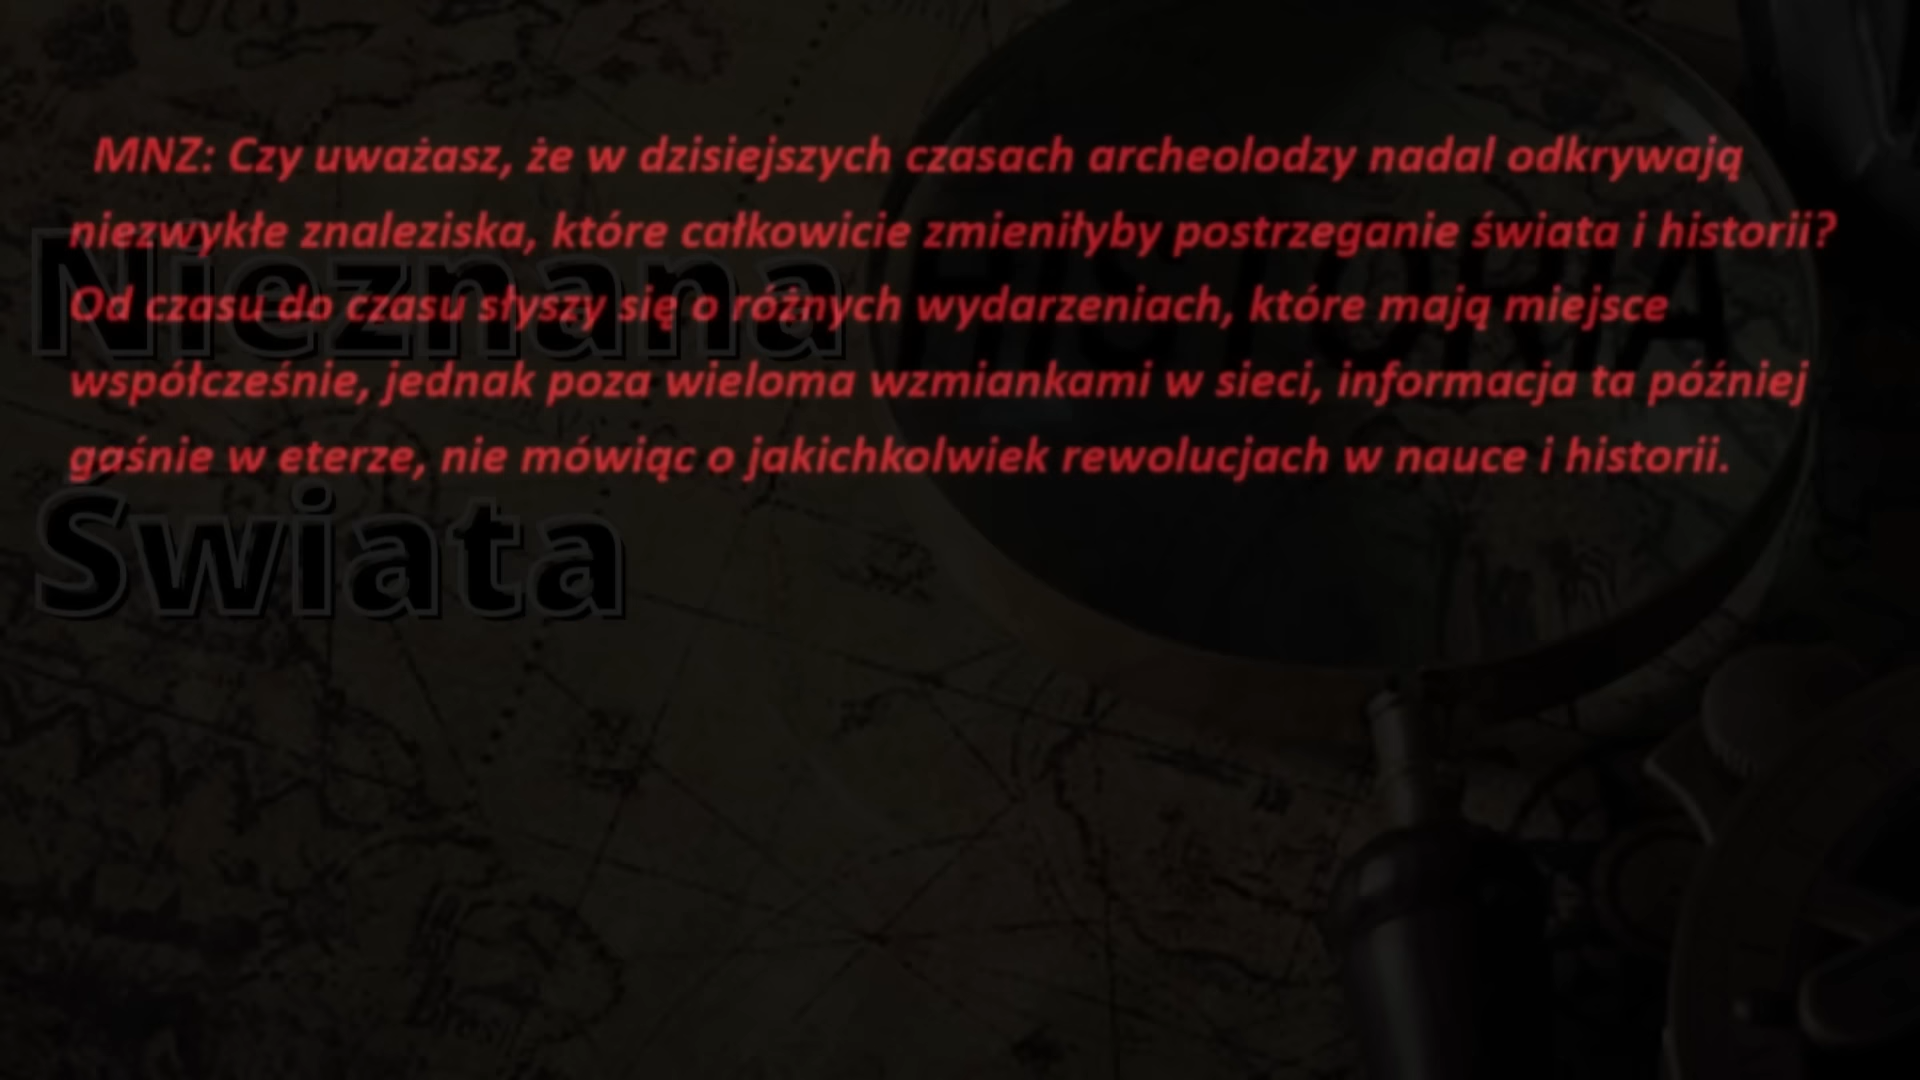 MNZ: Czy uważasz, że w dzisiejszych czasach archeolodzy nadal odkrywają
niezwykłe znaleziska, które całkowicie zmieniłyby postrzeganie świata i historii?
Od czasu do czasu słyszy się o różnych wydarzeniach, które mają miejsce
współcześnie, jednak poza wieloma wzmiankami w sieci, informacja ta później
gaśnie w eterze, nie mówiąc o jakichkolwiek rewolucjach w nauce i historii.
Nieznana HISTORIA
Świata